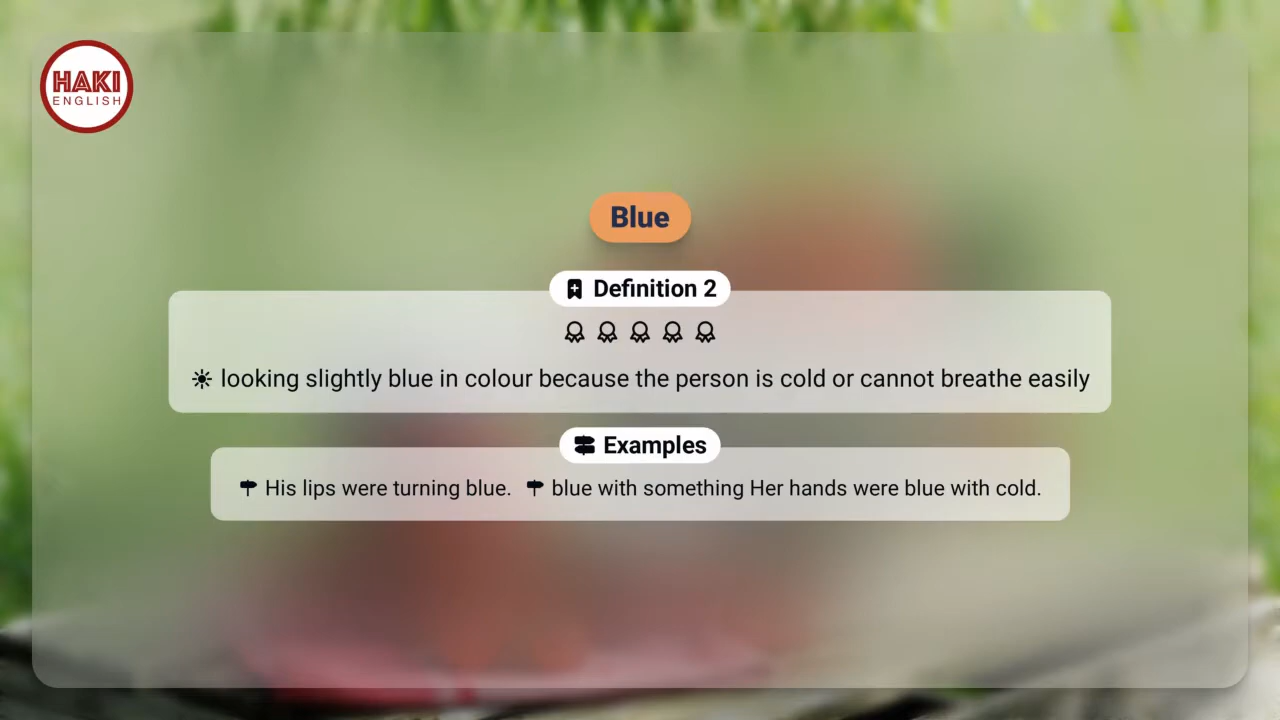 HAKI
ENGLISH
Blue
Definition 2
looking slightly blue in colour because the person is cold or cannot breathe easily
Examples
His lips were turning blue. blue with something Her hands were blue with cold.